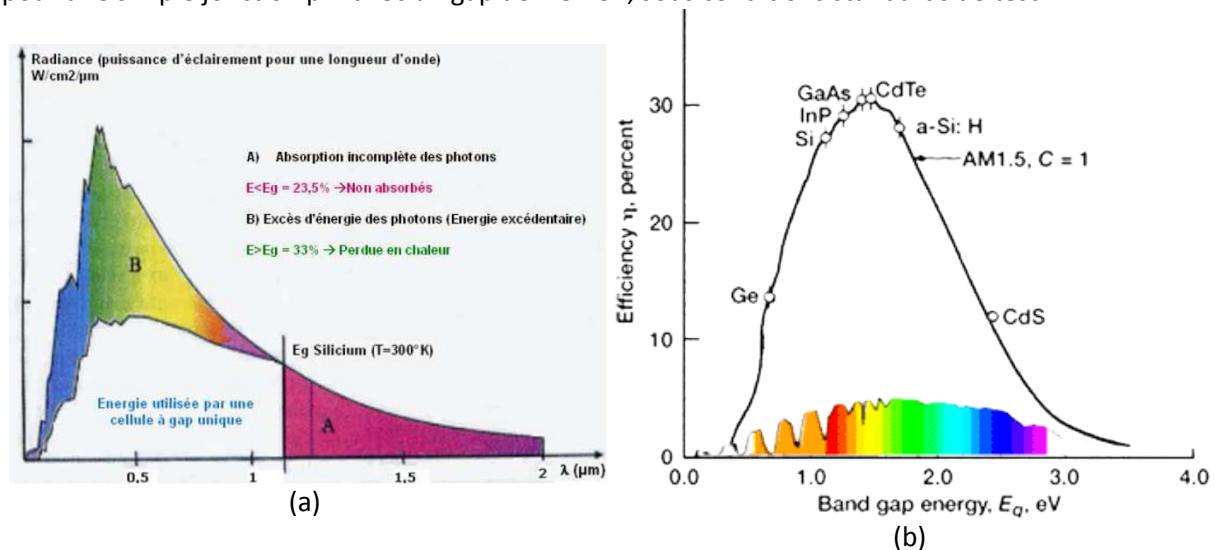 Radiance (puissance d'éclairement pour une longueur d'onde)
W/cm2/µm
A) Absorption incomplète des photons
E<Eg = 23,5% →Non absorbés
B) Excès d'énergie des photons (Energie excédentaire)
E>Eg = 33% → Perdue en chaleur
B
Eg Silicium (T=300°K)
Energie utilisée par une
cellule à gap unique
A
0.5
1
1.5
2
λ (µm)
(a)
Efficiency η, percent
30
20
10
0
GaAs
CdTe
InP
Si
a-Si: H
AM1.5, C = 1
Ge
CdS
0.0
1.0
2.0
3.0
4.0
Band gap energy, Eg, eV
(b)